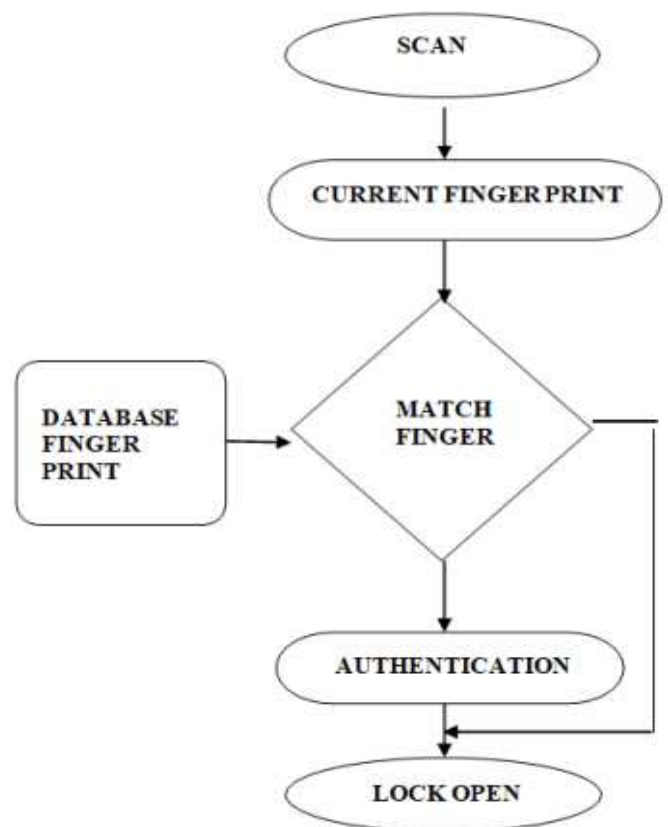 SCAN
CURRENT FINGER PRINT
DATABASE
FINGER
PRINT
MATCH
FINGER
AUTHENTICATION
LOCK OPEN